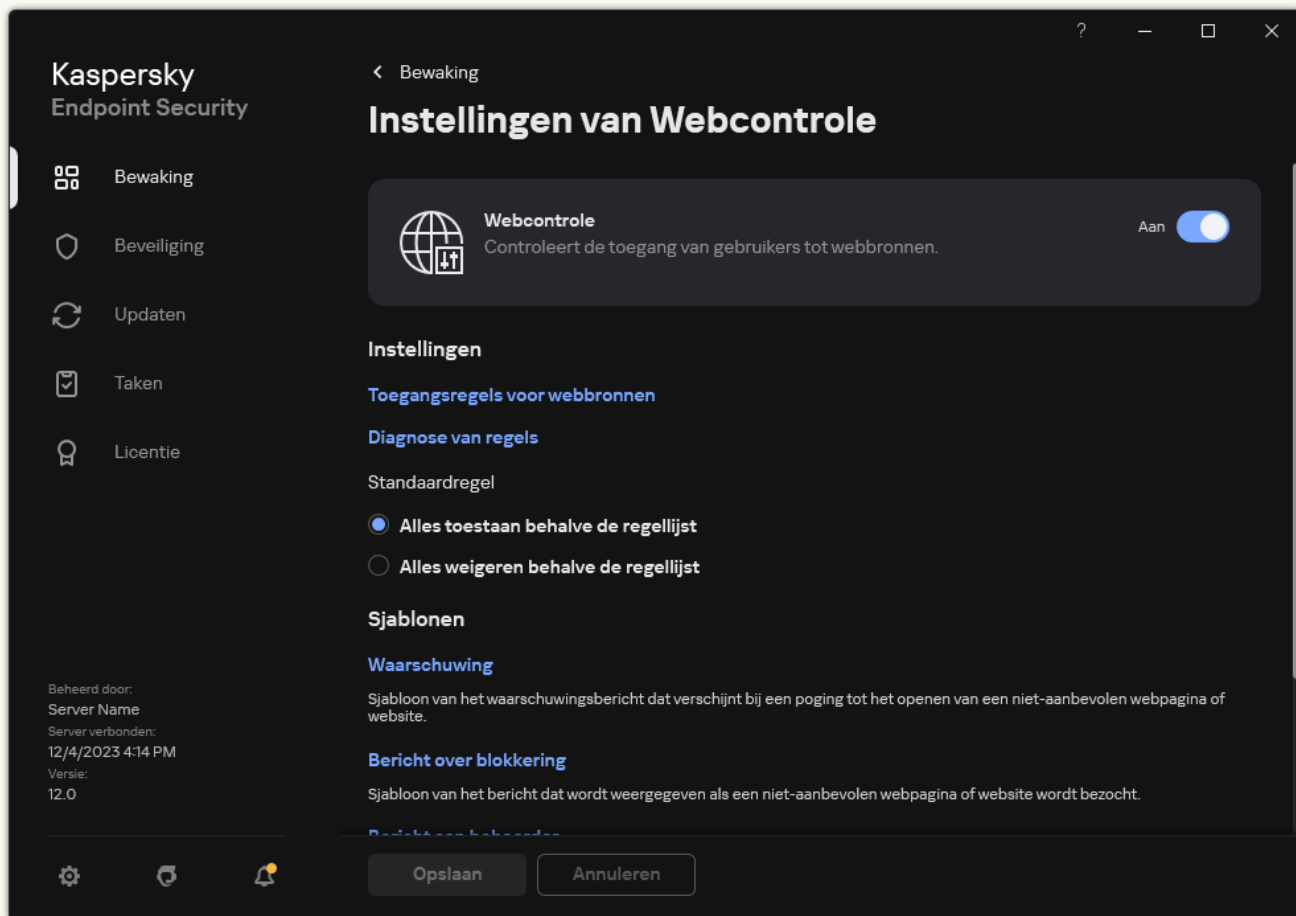 Kaspersky
Endpoint Security
Bewaking
Beveiliging
Updaten
Taken
Licentie
Beheerd door:
Server Name
Server verbonden:
12/4/2023 4:14 PM
Versie:
12.0
?
Bewaking
Instellingen van Webcontrole
Webcontrole
Controleert de toegang van gebruikers tot webbronnen.
Aan
Instellingen
Toegangsregels voor webbronnen
Diagnose van regels
Standaardregel
Alles toestaan behalve de regellijst
Alles weigeren behalve de regellijst
Sjablonen
Waarschuwing
Sjabloon van het waarschuwingsbericht dat verschijnt bij een poging tot het openen van een niet-aanbevolen webpagina of
website.
Bericht over blokkering
Sjabloon van het bericht dat wordt weergegeven als een niet-aanbevolen webpagina of website wordt bezocht.
Bericht aan beheerder
Opslaan
Annuleren